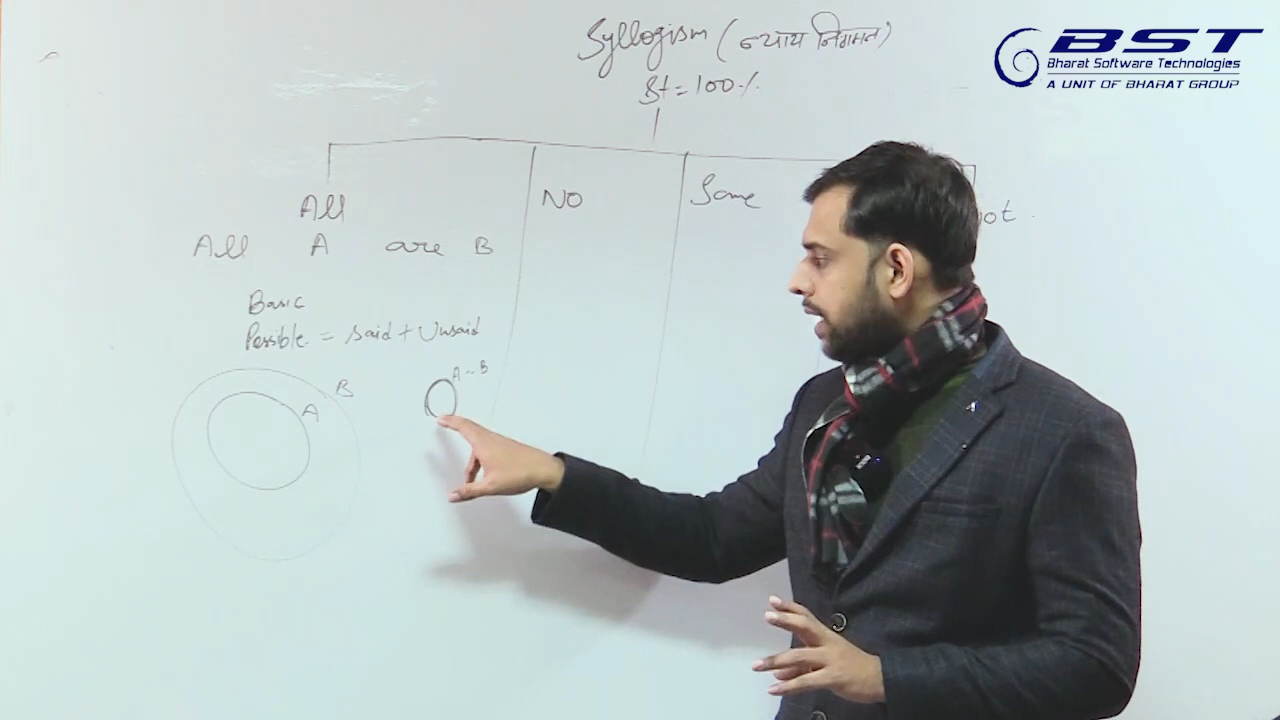 Syllogism (न्याय निगमन)
St = 100%
BST
Bharat Software Technologies
A UNIT OF BHARAT GROUP
All
NO
Some
not
All A are B
Basic
Possible = said + Unsaid
B
A
A - B